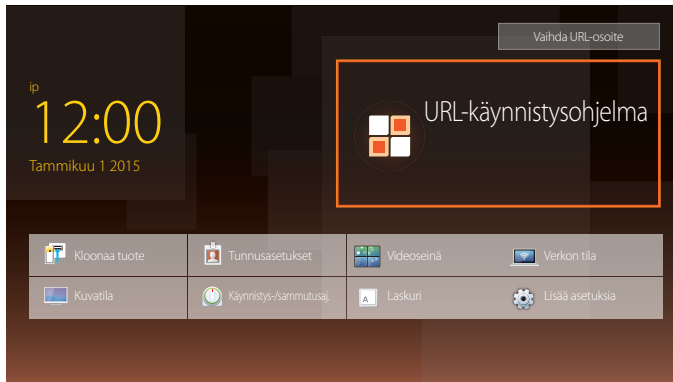 Vaihda URL-osoite
ip
12:00
Tammikuu 1 2015
URL-käynnistysohjelma
Kloonaa tuote
Tunnusasetukset
Videoseinä
Verkon tila
Kuvatila
Käynnistys-/sammutusaj.
A
Laskuri
Lisää asetuksia